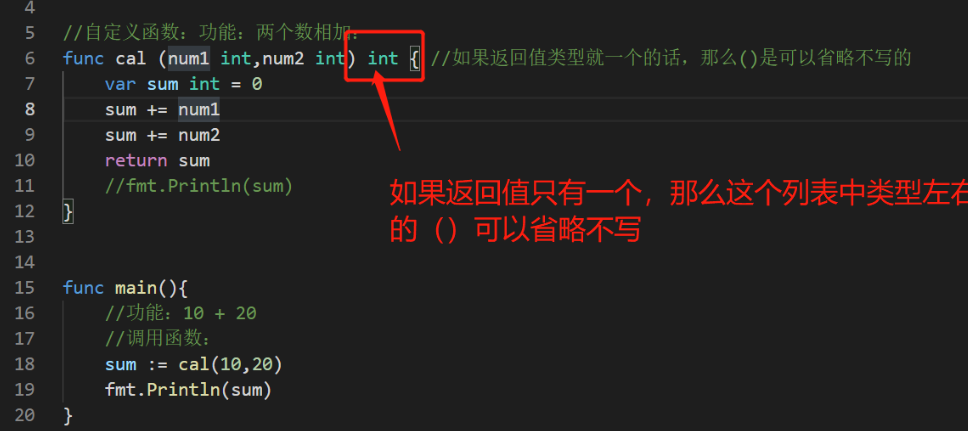 4
5 //自定义函数：功能：两个数相加：
6 func cal (num1 int,num2 int) int { //如果返回值类型就一个的话，那么()是可以省略不写的
7 var sum int = 0
8 sum += num1
9 sum += num2
10 return sum
11 //fmt.Println(sum)
12 }
13
14
15 func main(){
16 //功能：10 + 20
17 //调用函数：
18 sum := cal(10,20)
19 fmt.Println(sum)
20 }
如果返回值只有一个，那么这个列表中类型左右
的（）可以省略不写